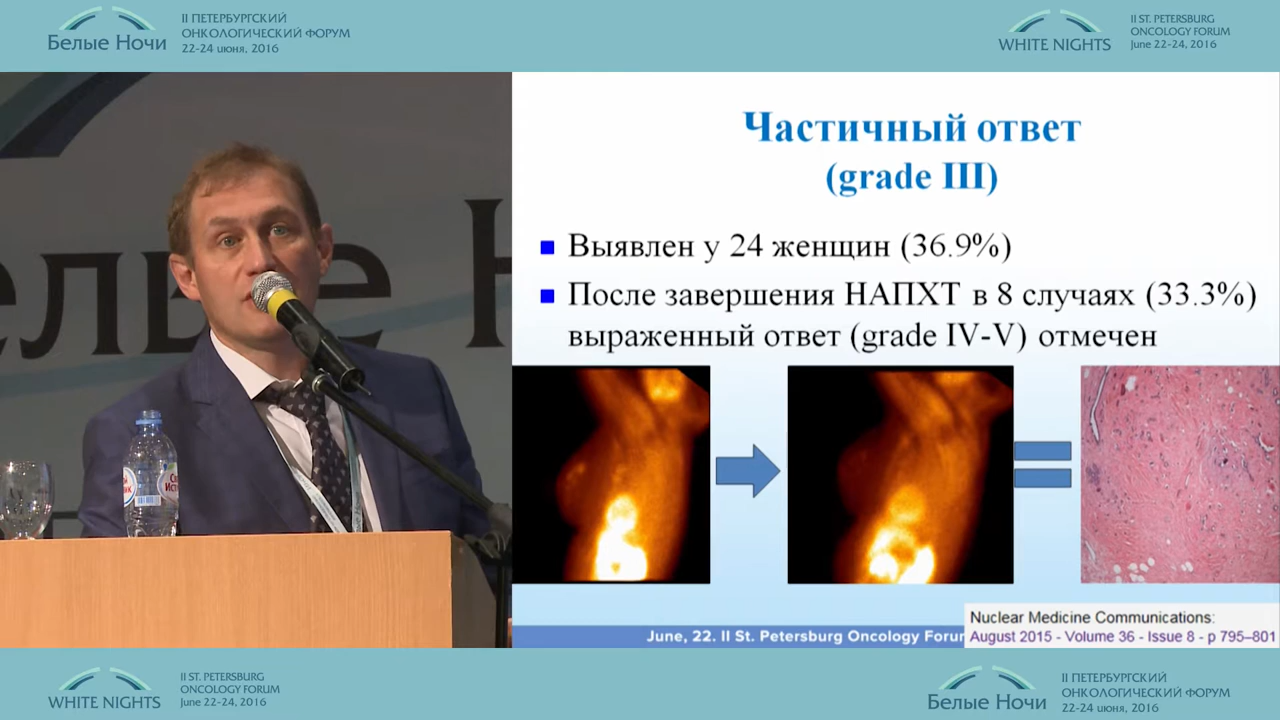 Белые Ночи
II ПЕТЕРБУРГСКИЙ
ОНКОЛОГИЧЕСКИЙ ФОРУМ
22-24 июня, 2016
WHITE NIGHTS
II ST. PETERSBURG
ONCOLOGY FORUM
June 22-24, 2016
Частичный ответ
(grade III)
Выявлен у 24 женщин (36.9%)
После завершения НАПХТ в 8 случаях (33.3%)
выраженный ответ (grade IV-V) отмечен
Nuclear Medicine Communications:
August 2015 - Volume 36 - Issue 8 - p 795–801
June, 22. II St. Petersburg Oncology Forum
WHITE NIGHTS
II ST. PETERSBURG
ONCOLOGY FORUM
June 22-24, 2016
Белые Ночи
II ПЕТЕРБУРГСКИЙ
ОНКОЛОГИЧЕСКИЙ ФОРУМ
22-24 июня, 2016